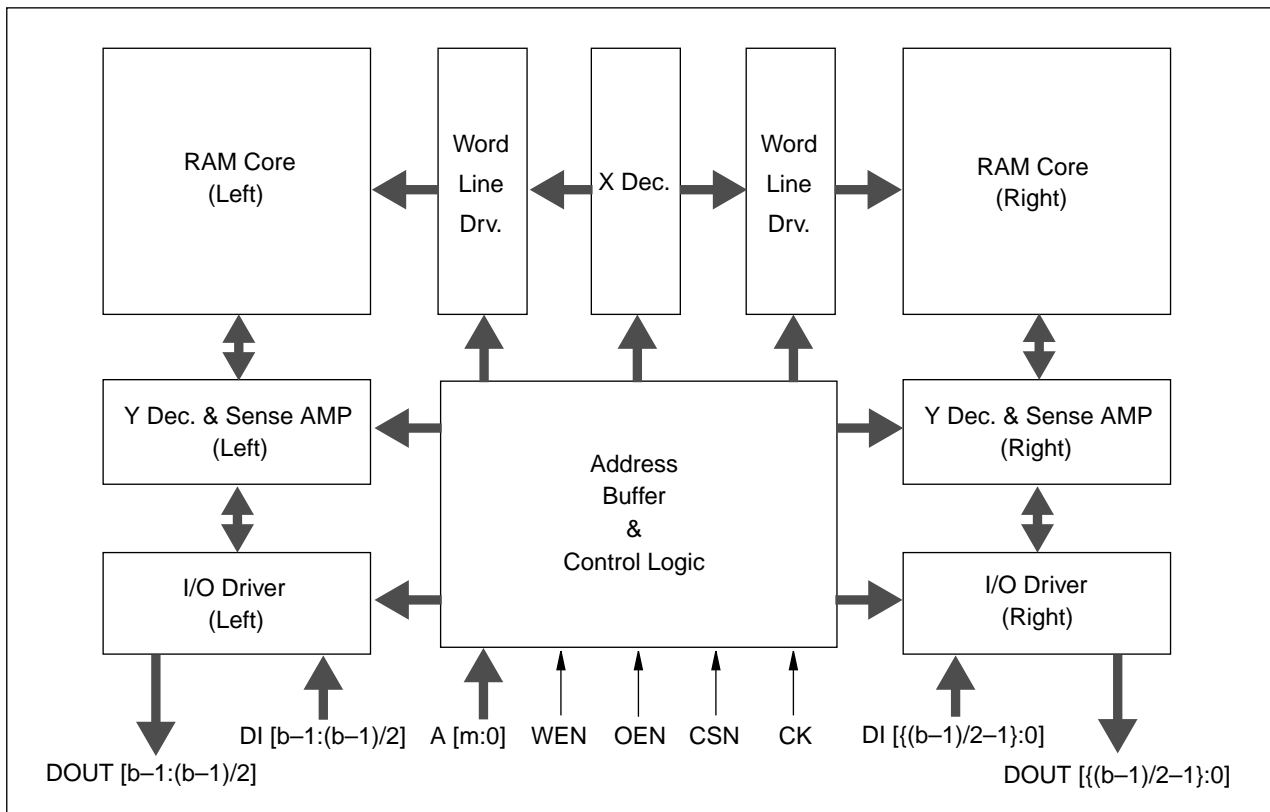 RAM Core
(Left)
Word
Line
Drv.
X Dec.
Word
Line
Drv.
RAM Core
(Right)
Y Dec. & Sense AMP
(Left)
Address
Buffer
&
Control Logic
Y Dec. & Sense AMP
(Right)
I/O Driver
(Left)
I/O Driver
(Right)
DI [b–1:(b–1)/2]
A [m:0]
WEN
OEN
CSN
CK
DI [{(b–1)/2–1}:0]
DOUT [b–1:(b–1)/2]
DOUT [{(b–1)/2–1}:0]